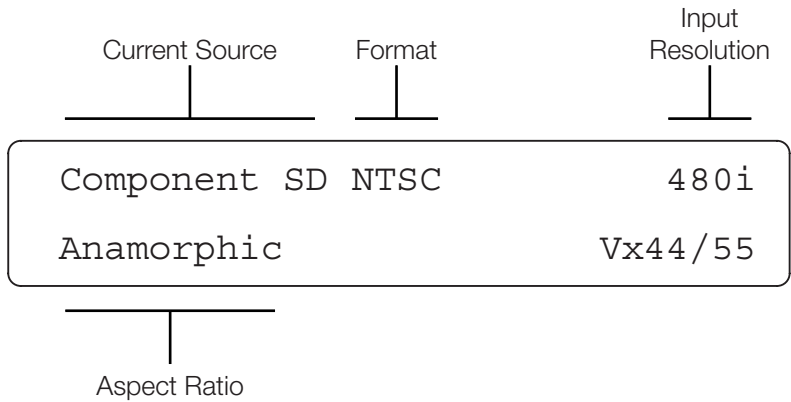 Current Source
Format
Input
Resolution
Component SD NTSC 480i
Anamorphic Vx44/55
Aspect Ratio